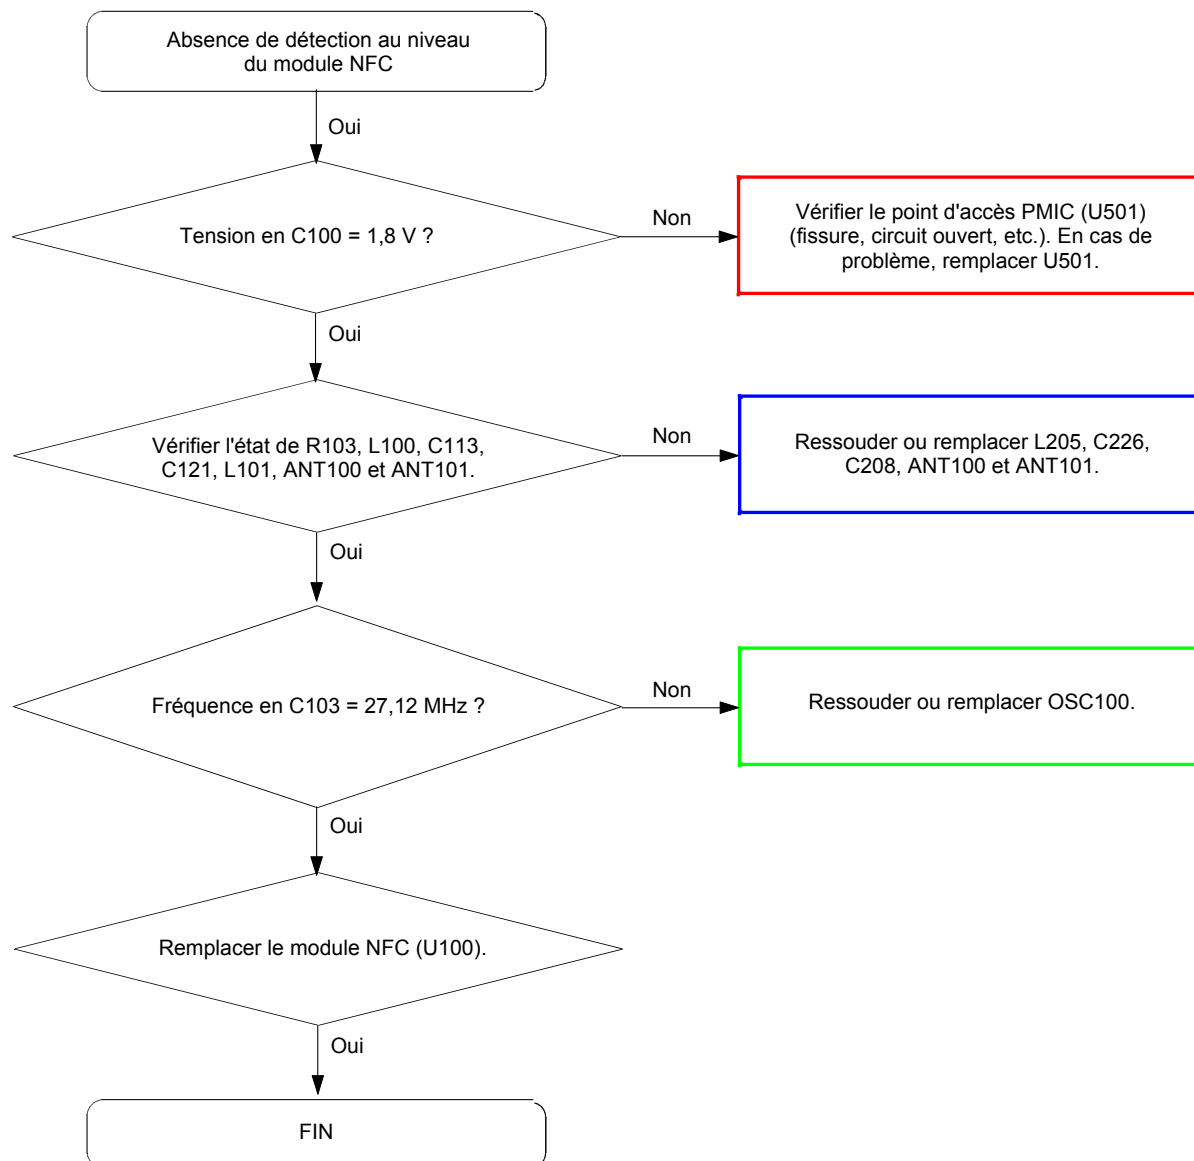 Absence de détection au niveau
du module NFC
Oui
Tension en C100 = 1,8 V ?
Non
Vérifier le point d'accès PMIC (U501)
(fissure, circuit ouvert, etc.). En cas de
problème, remplacer U501.
Oui
Vérifier l'état de R103, L100, C113,
C121, L101, ANT100 et ANT101.
Non
Ressouder ou remplacer L205, C226,
C208, ANT100 et ANT101.
Oui
Fréquence en C103 = 27,12 MHz ?
Non
Ressouder ou remplacer OSC100.
Oui
Remplacer le module NFC (U100).
Oui
FIN